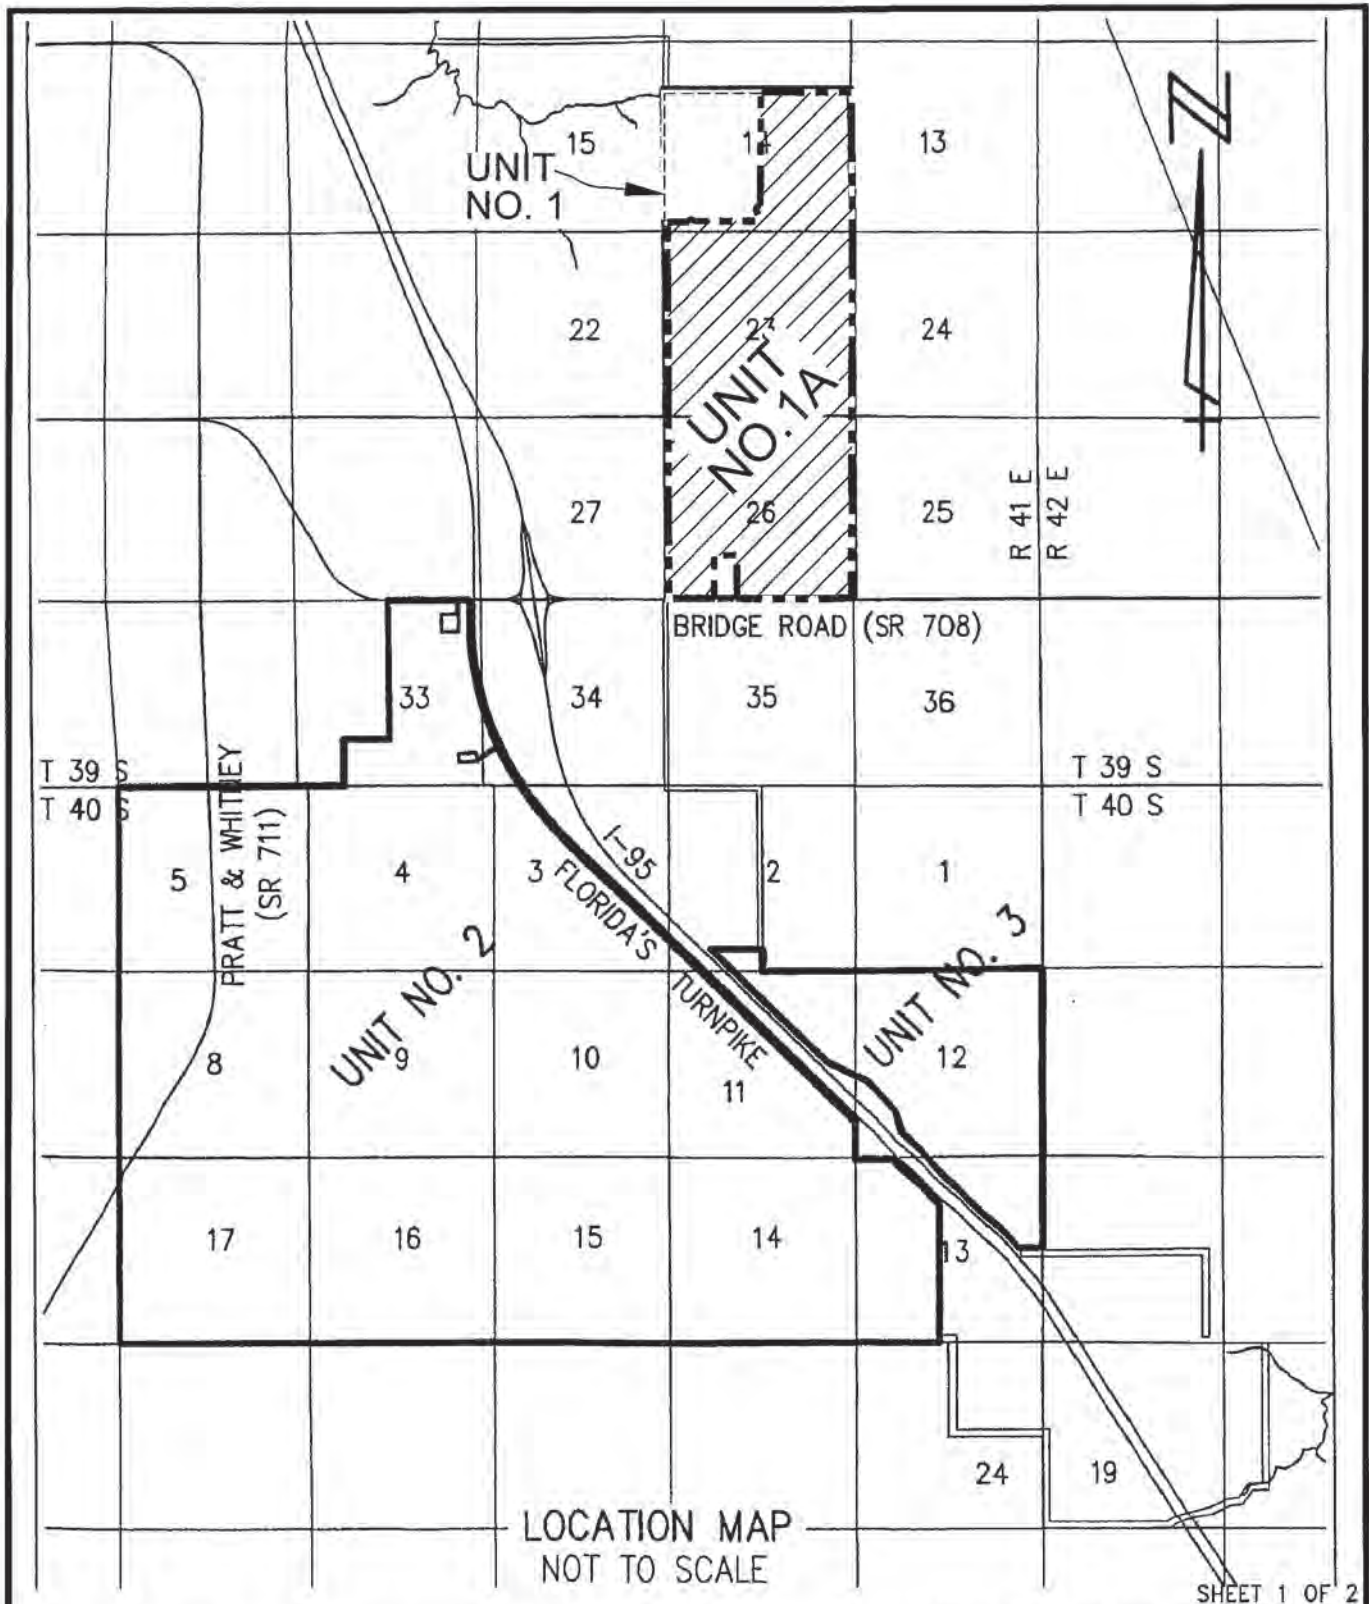 15
14
13
UNIT
NO. 1
22
23
24
UNIT
NO. 1A
27
26
25
R 41 E
R 42 E
BRIDGE ROAD (SR 708)
33
34
35
36
T 39 S
T 40 S
T 39 S
T 40 S
PRATT & WHITNEY
(SR 711)
5
4
3
I-95
FLORIDA'S
TURNPIKE
2
1
UNIT NO. 2
UNIT NO. 3
8
9
10
11
12
17
16
15
14
13
24
19
LOCATION MAP
NOT TO SCALE
SHEET 1 OF 2
N